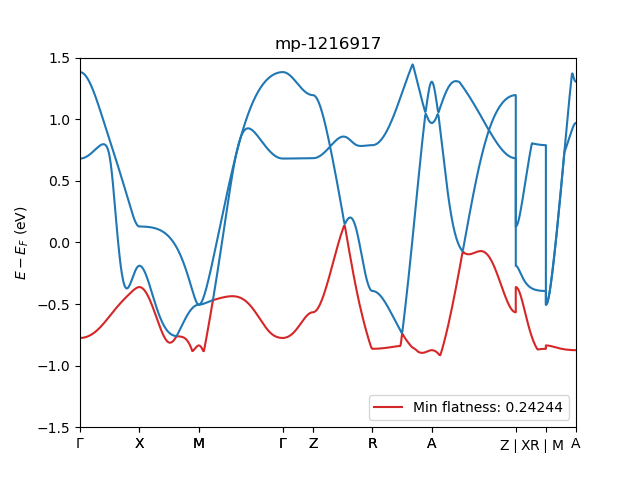 mp-1216917
E − E_F (eV)
1.5
1.0
0.5
0.0
−0.5
−1.0
−1.5
Min flatness: 0.24244
Γ X M Γ Z R A Z | XR | M A